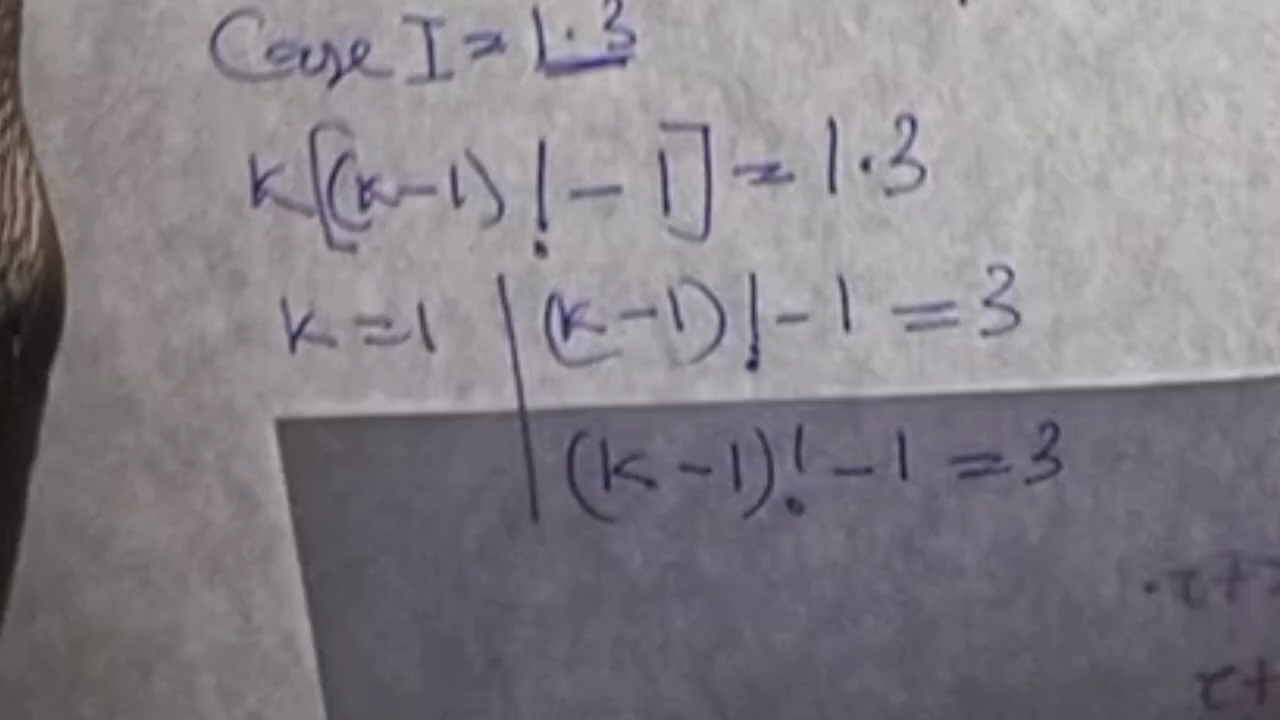 Case I = 1.3
k[(k-1)! - 1] = 1.3
k = 1 | (k-1)! - 1 = 3
(k-1)! - 1 = 3